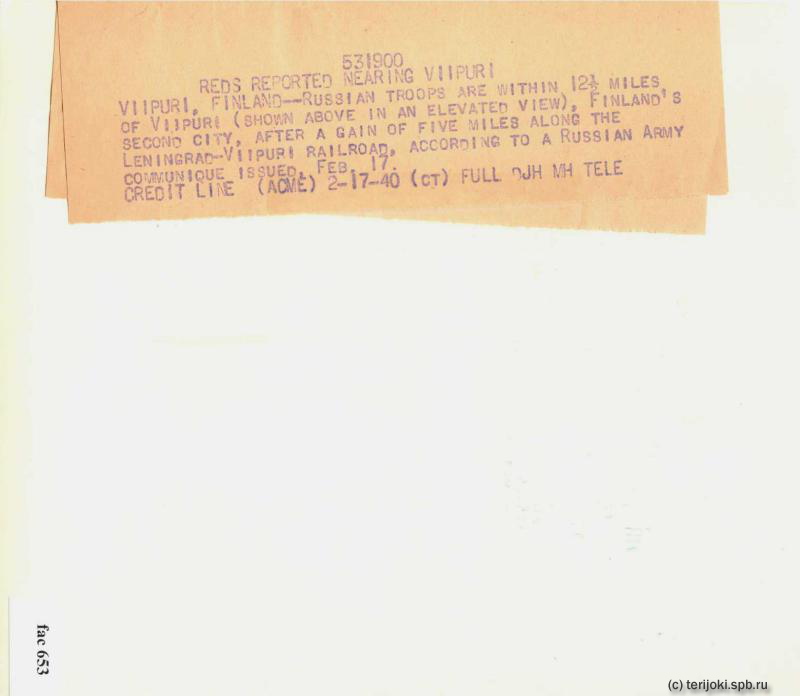 531900
REDS REPORTED NEARING VIIPURI
VIIPURI, FINLAND--RUSSIAN TROOPS ARE WITHIN 12½ MILES
OF VIIPURI (SHOWN ABOVE IN AN ELEVATED VIEW), FINLAND'S
SECOND CITY, AFTER A GAIN OF FIVE MILES ALONG THE
LENINGRAD-VIIPURI RAILROAD, ACCORDING TO A RUSSIAN ARMY
COMMUNIQUE ISSUED, FEB. 17.
CREDIT LINE (ACME) 2-17-40 (CT) FULL DJH MH TELE
fac 653
(c) terijoki.spb.ru